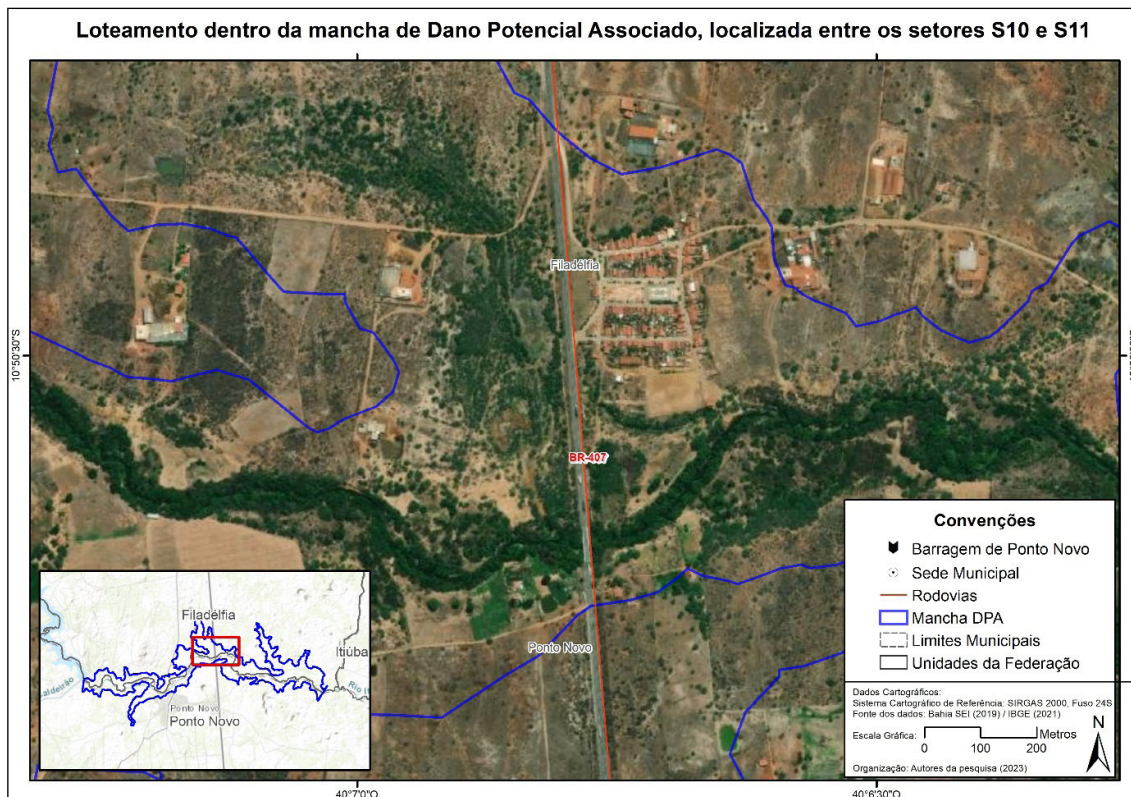 Loteamento dentro da mancha de Dano Potencial Associado, localizada entre os setores S10 e S11
Filadélfia
10°50'30"S
BR-407
Ponto Novo
Convenções
Barragem de Ponto Novo
Sede Municipal
Rodovias
Mancha DPA
Limites Municipais
Unidades da Federação
Filadélfia
Itiúba
Ponto Novo
Ponto Novo
Dados Cartográficos:
Sistema Cartográfico de Referência: SIRGAS 2000, Fuso 24S
Fonte dos dados: Bahia SEI (2019) / IBGE (2021)
Escala Gráfica:
Metros
0 100 200
N
Organização: Autores da pesquisa (2023)
40°7'0"O
40°6'30"O